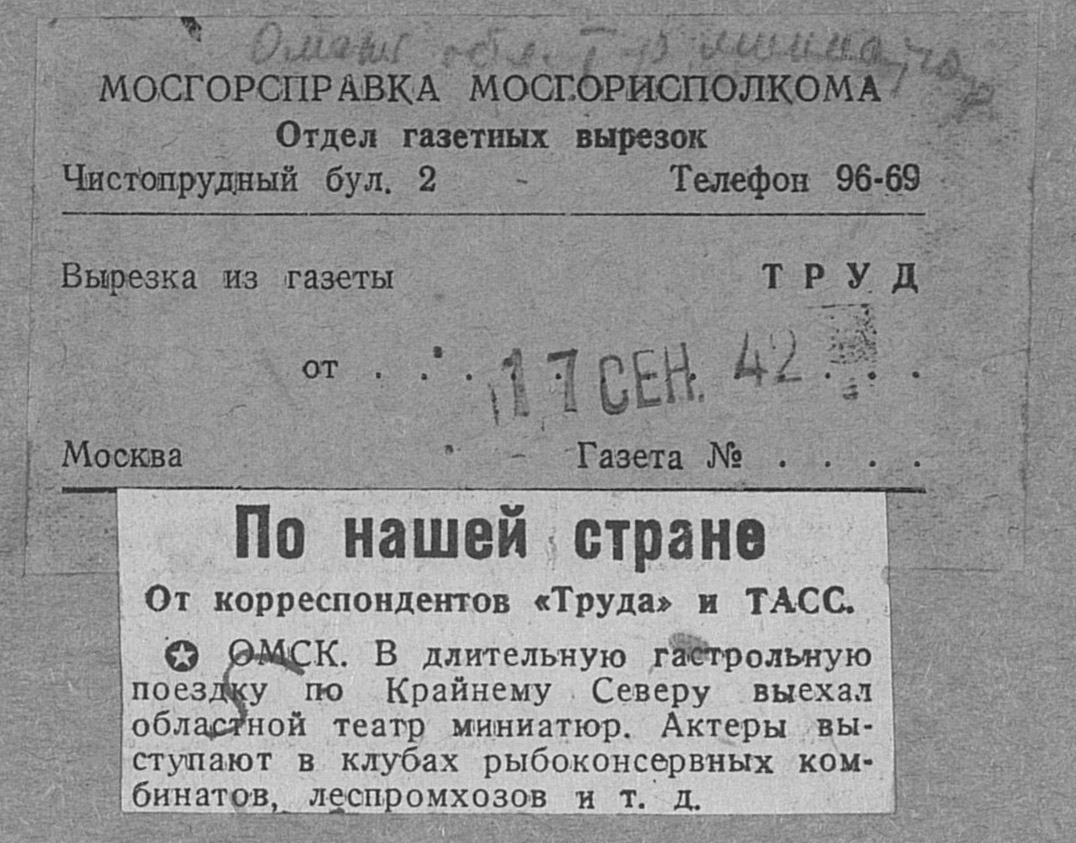 Омск обл. Т-р
МОСГОРСПРАВКА МОСГОРИСПОЛКОМА
Отдел газетных вырезок
Чистопрудный бул. 2 - Телефон 96-69
Вырезка из газеты ТРУД
от . . . 17 СЕН. 42 . . .
Москва - Газета № . . . .
По нашей стране
От корреспондентов «Труда» и ТАСС.
✪ ОМСК. В длительную гастрольную
поездку по Крайнему Северу выехал
областной театр миниатюр. Актеры вы-
ступают в клубах рыбоконсервных ком-
бинатов, леспромхозов и т. д.